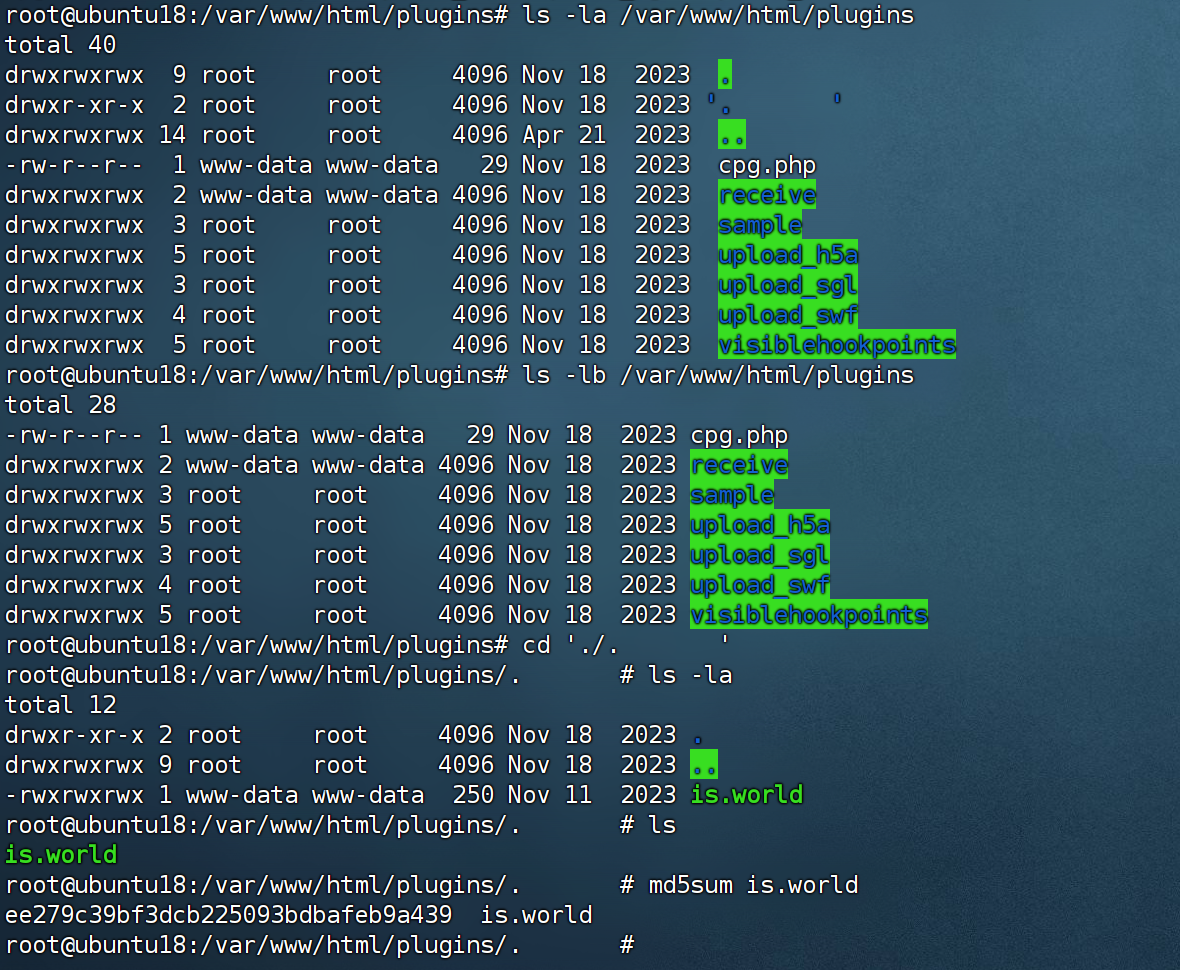 root@ubuntu18:/var/www/html/plugins# ls -la /var/www/html/plugins
total 40
drwxrwxrwx  9 root     root     4096 Nov 18  2023  .
drwxr-xr-x  2 root     root     4096 Nov 18  2023 '.       '
drwxrwxrwx 14 root     root     4096 Apr 21  2023  ..
-rw-r--r--  1 www-data www-data   29 Nov 18  2023  cpg.php
drwxrwxrwx  2 www-data www-data 4096 Nov 18  2023  receive
drwxrwxrwx  3 root     root     4096 Nov 18  2023  sample
drwxrwxrwx  5 root     root     4096 Nov 18  2023  upload_h5a
drwxrwxrwx  3 root     root     4096 Nov 18  2023  upload_sgl
drwxrwxrwx  4 root     root     4096 Nov 18  2023  upload_swf
drwxrwxrwx  5 root     root     4096 Nov 18  2023  visiblehookpoints
root@ubuntu18:/var/www/html/plugins# ls -lb /var/www/html/plugins
total 28
-rw-r--r-- 1 www-data www-data   29 Nov 18  2023 cpg.php
drwxrwxrwx 2 www-data www-data 4096 Nov 18  2023 receive
drwxrwxrwx 3 root     root     4096 Nov 18  2023 sample
drwxrwxrwx 5 root     root     4096 Nov 18  2023 upload_h5a
drwxrwxrwx 3 root     root     4096 Nov 18  2023 upload_sgl
drwxrwxrwx 4 root     root     4096 Nov 18  2023 upload_swf
drwxrwxrwx 5 root     root     4096 Nov 18  2023 visiblehookpoints
root@ubuntu18:/var/www/html/plugins# cd './.       '
root@ubuntu18:/var/www/html/plugins/.       # ls -la
total 12
drwxr-xr-x 2 root     root     4096 Nov 18  2023 .
drwxrwxrwx 9 root     root     4096 Nov 18  2023 ..
-rwxrwxrwx 1 www-data www-data  250 Nov 11  2023 is.world
root@ubuntu18:/var/www/html/plugins/.       # ls
is.world
root@ubuntu18:/var/www/html/plugins/.       # md5sum is.world
ee279c39bf3dcb225093bdbafeb9a439  is.world
root@ubuntu18:/var/www/html/plugins/.       #